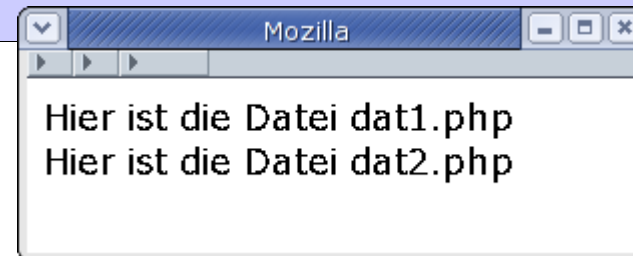 Mozilla
Hier ist die Datei dat1.php
Hier ist die Datei dat2.php